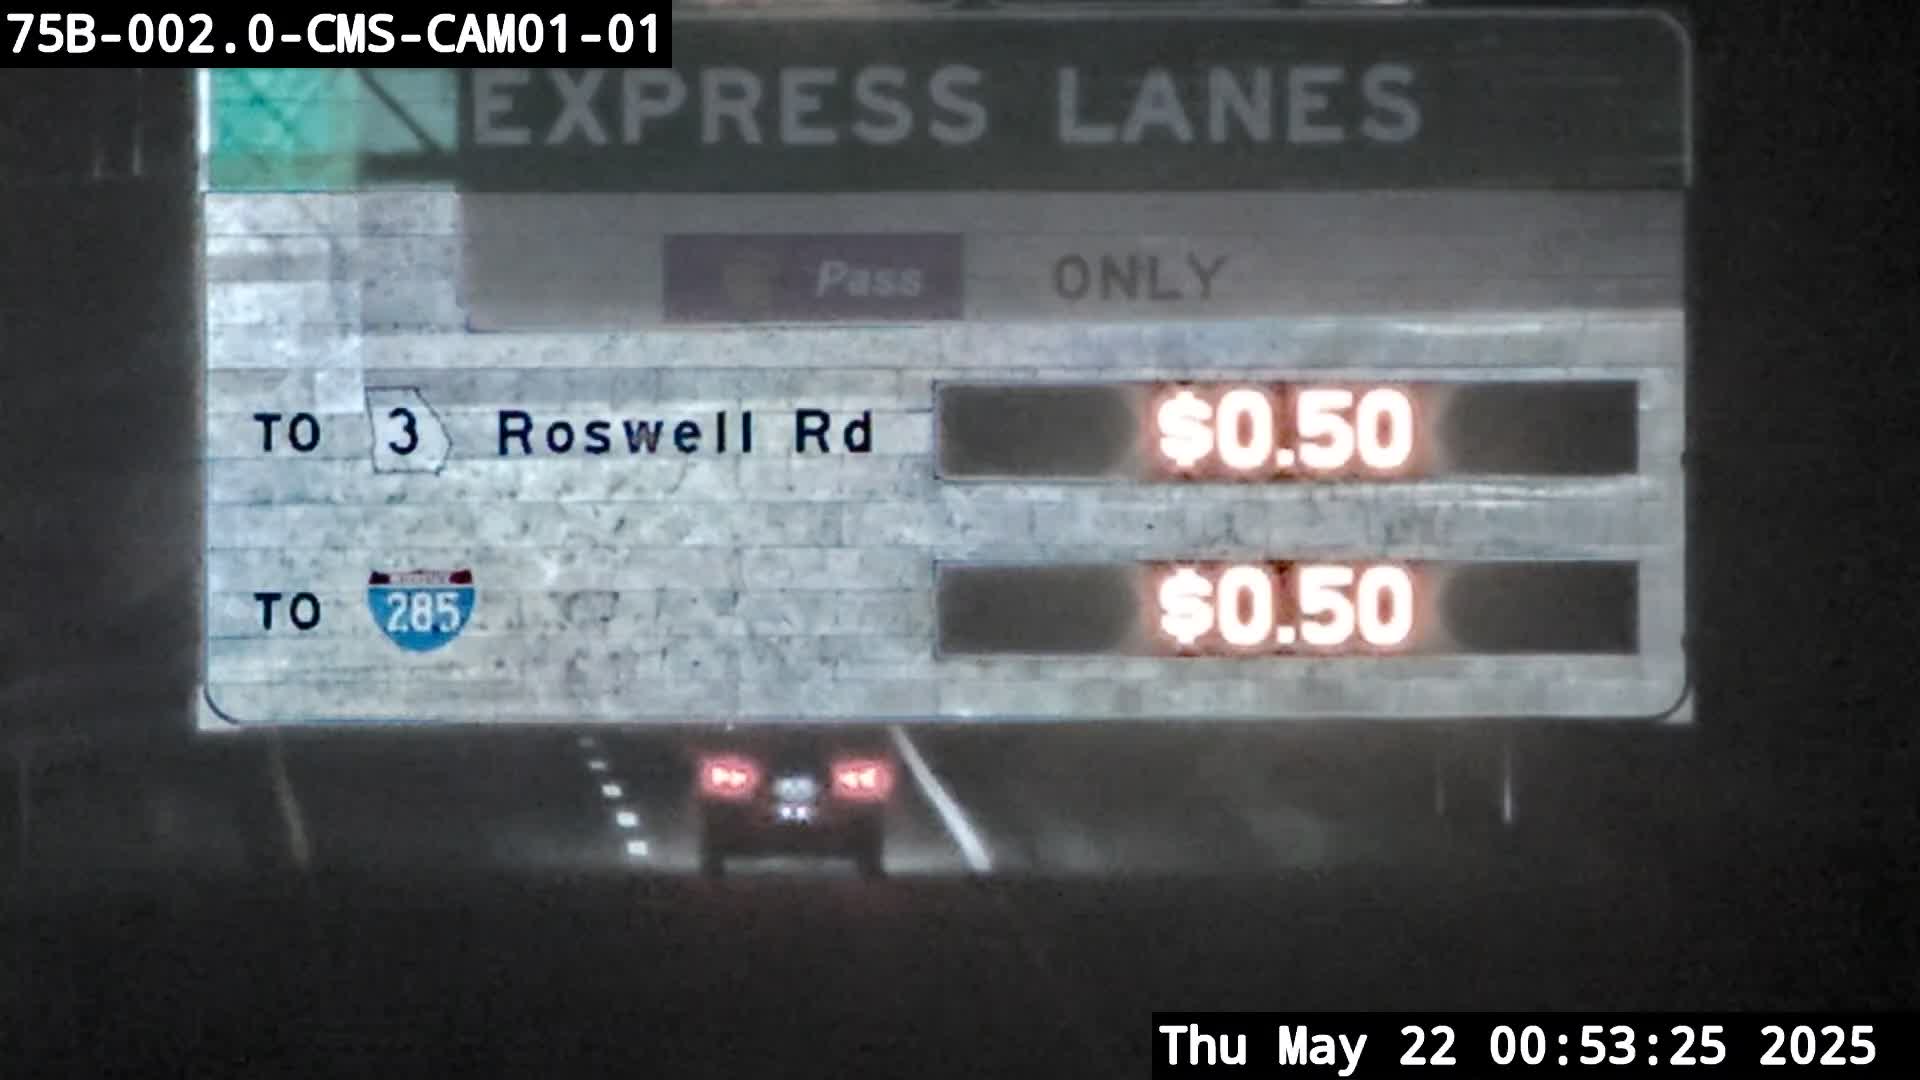 75B-002.0-CMS-CAM01-01
EXPRESS LANES
Pass ONLY
TO 3 Roswell Rd $0.50
TO 285 $0.50
Thu May 22 00:53:25 2025